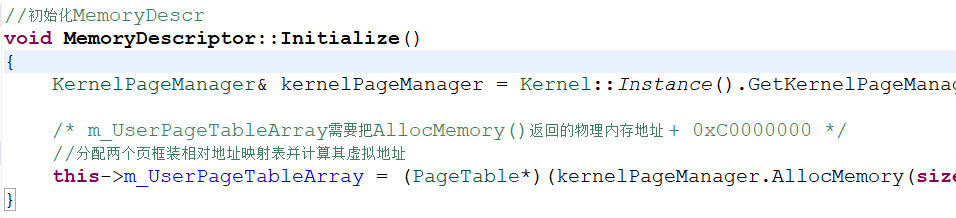 //初始化MemoryDescr
void MemoryDescriptor::Initialize()
{
KernelPageManager& kernelPageManager = Kernel::Instance().GetKernelPageMana
/* m_UserPageTableArray需要把AllocMemory()返回的物理内存地址 + 0xC0000000 */
//分配两个页框装相对地址映射表并计算其虚拟地址
this->m_UserPageTableArray = (PageTable*)(kernelPageManager.AllocMemory(size
}